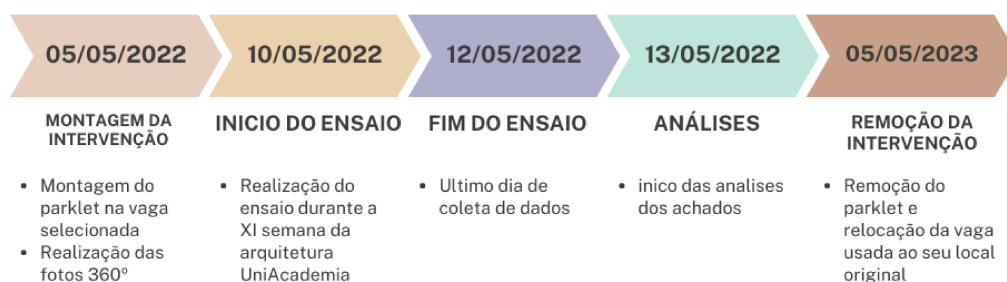 05/05/2022
10/05/2022
12/05/2022
13/05/2022
05/05/2023
MONTAGEM DA
INTERVENÇÃO
INICIO DO ENSAIO
FIM DO ENSAIO
ANÁLISES
REMOÇÃO DA
INTERVENÇÃO
• Montagem do
parklet na vaga
selecionada
• Realização das
fotos 360º
• Realização do
ensaio durante a
XI semana da
arquitetura
UniAcademia
• Ultimo dia de
coleta de dados
• inico das analises
dos achados
• Remoção do
parklet e
relocação da vaga
usada ao seu local
original